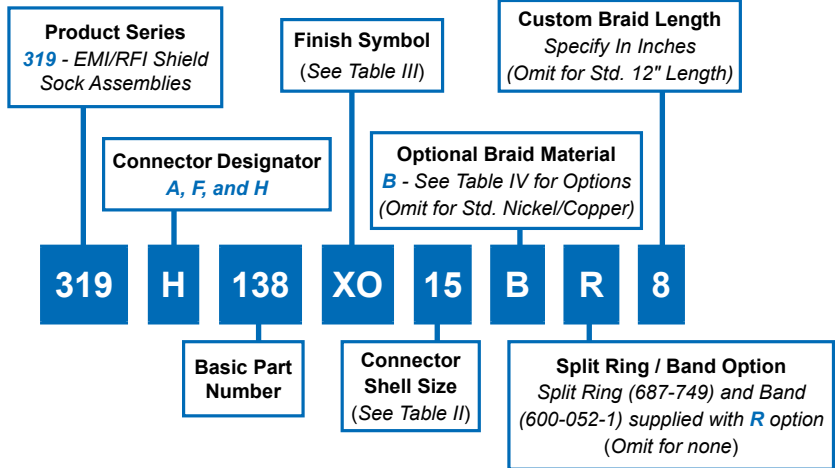 Product Series
319 - EMI/RFI Shield
Sock Assemblies
Finish Symbol
(See Table III)
Custom Braid Length
Specify In Inches
(Omit for Std. 12" Length)
Connector Designator
A, F, and H
Optional Braid Material
B - See Table IV for Options
(Omit for Std. Nickel/Copper)
319 H 138 XO 15 B R 8
Basic Part
Number
Connector
Shell Size
(See Table II)
Split Ring / Band Option
Split Ring (687-749) and Band
(600-052-1) supplied with R option
(Omit for none)